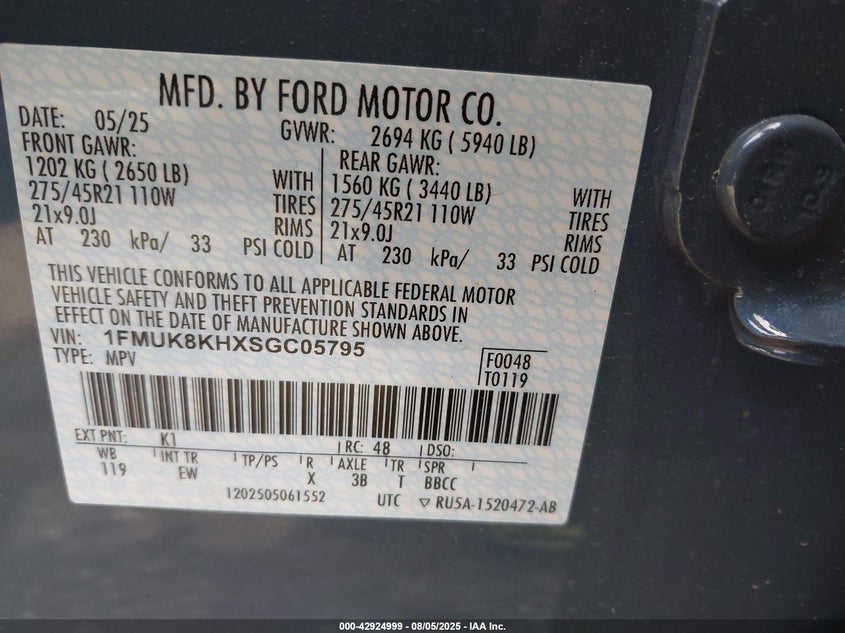 MFD. BY FORD MOTOR CO.
DATE: 05/25
GVWR: 2694 KG ( 5940 LB)
FRONT GAWR:
1202 KG ( 2650 LB)
WITH
275/45R21 110W
TIRES
21x9.0J
RIMS
AT 230 kPa/ 33 PSI COLD
REAR GAWR:
1560 KG ( 3440 LB)
WITH
275/45R21 110W
TIRES
21x9.0J
RIMS
AT 230 kPa/ 33 PSI COLD
THIS VEHICLE CONFORMS TO ALL APPLICABLE FEDERAL MOTOR
VEHICLE SAFETY AND THEFT PREVENTION STANDARDS IN
EFFECT ON THE DATE OF MANUFACTURE SHOWN ABOVE.
VIN: 1FMUK8KHXSGC05795
TYPE: MPV
F0048
T0119
EXT PNT: K1 RC: 48 DSO:
WB INT TR TP/PS R AXLE TR SPR
119 EW X 3B T BBCC
1202505061552 UTC ▽ RU5A-1520472-AB
10.9
000-42924999 - 08/05/2025 - IAA Inc.